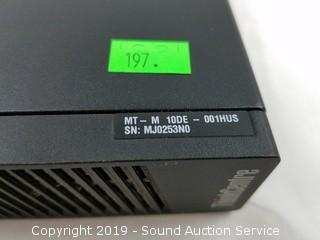 197.
MT-M 10DE - 001HUS
SN: MJ0253N0
Copyright 2019 - Sound Auction Service